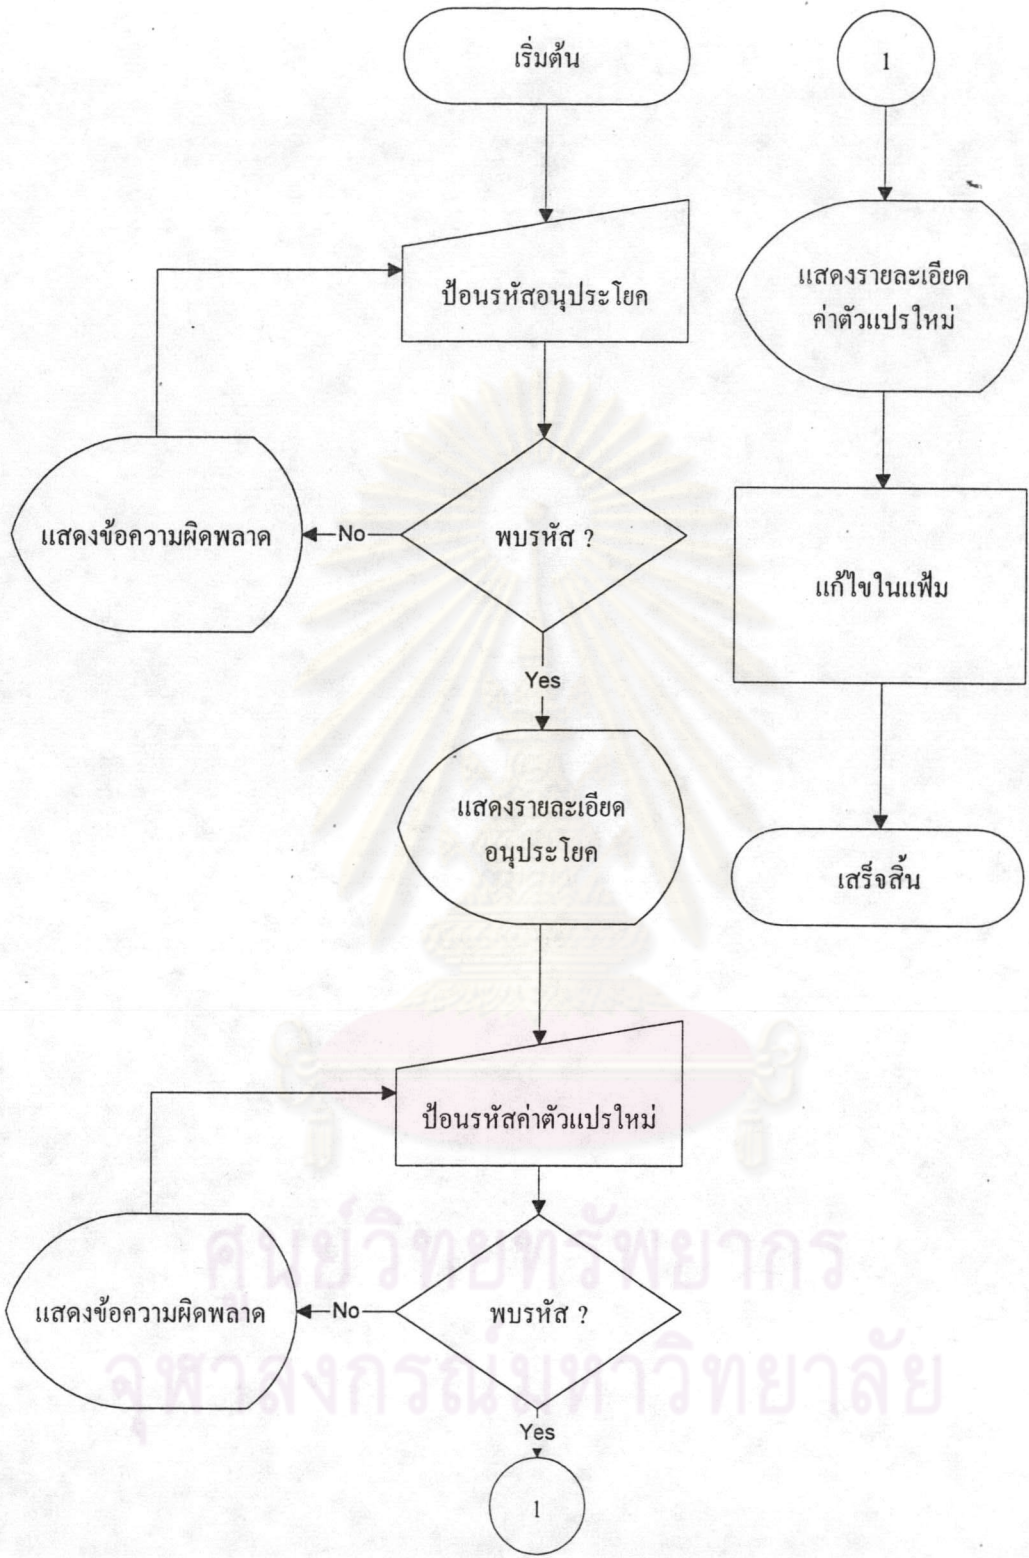 เริ่มต้น
ป้อนรหัสอนุประโยค
แสดงข้อความผิดพลาด
No
พบรหัส ?
Yes
แสดงรายละเอียด
อนุประโยค
ป้อนรหัสค่าตัวแปรใหม่
แสดงข้อความผิดพลาด
No
พบรหัส ?
Yes
1
1
แสดงรายละเอียด
ค่าตัวแปรใหม่
แก้ไขในแฟ้ม
เสร็จสิ้น
ศูนย์วิทยทรัพยากร
จุฬาลงกรณ์มหาวิทยาลัย